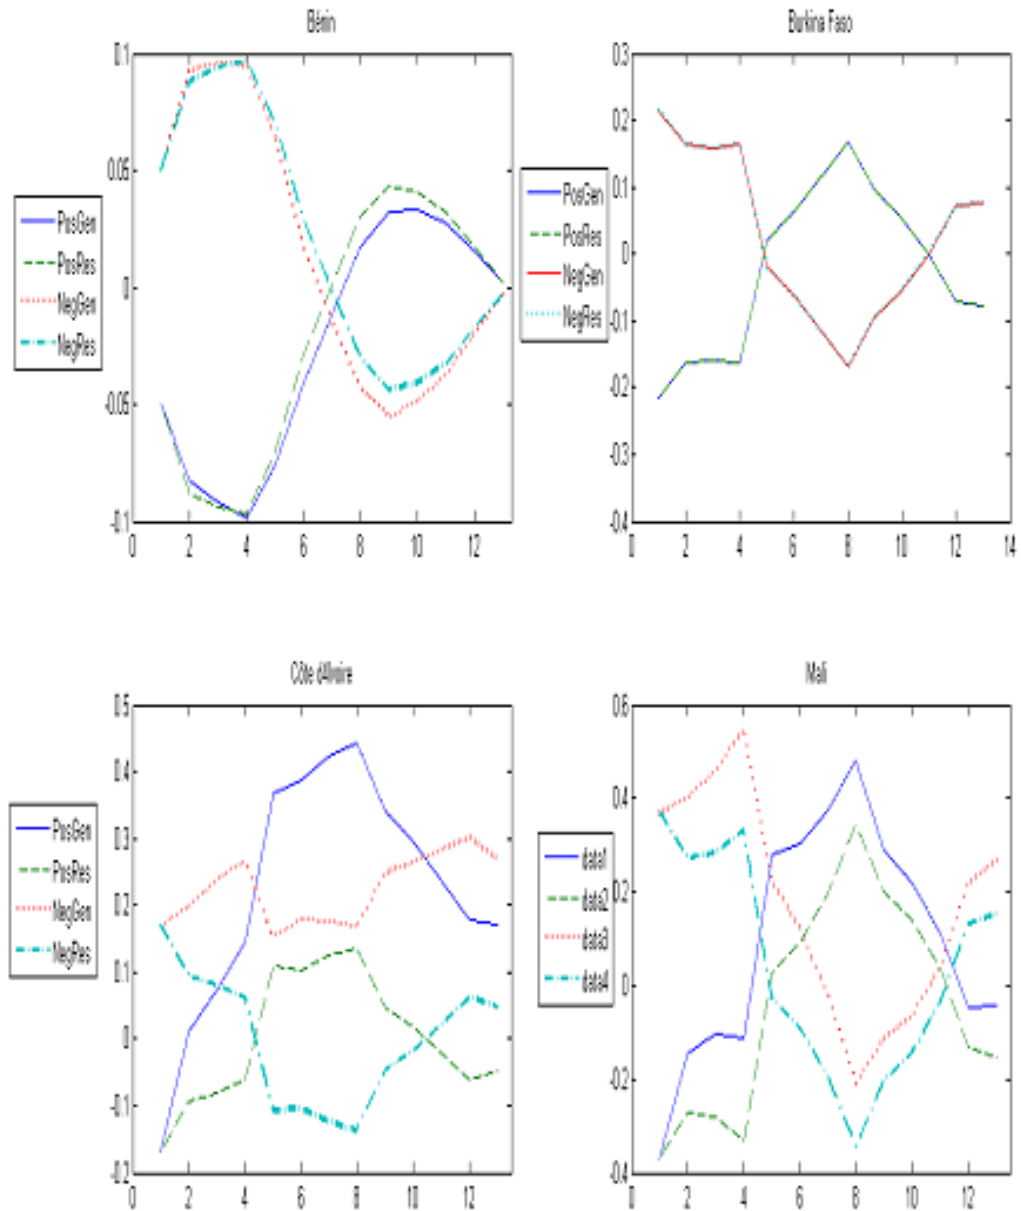 Bénin
0.1
0.05
0
-0.05
-0.1
0 2 4 6 8 10 12
PosGen
PosRes
NegGen
NegRes
Burkina Faso
0.3
0.2
0.1
0
-0.1
-0.2
-0.3
-0.4
0 2 4 6 8 10 12 14
PosGen
PosRes
NegGen
NegRes
Côte d'Ivoire
0.5
0.4
0.3
0.2
0.1
0
-0.1
-0.2
0 2 4 6 8 10 12
PosGen
PosRes
NegGen
NegRes
Mali
0.6
0.4
0.2
0
-0.2
-0.4
0 2 4 6 8 10 12
data1
data2
data3
data4